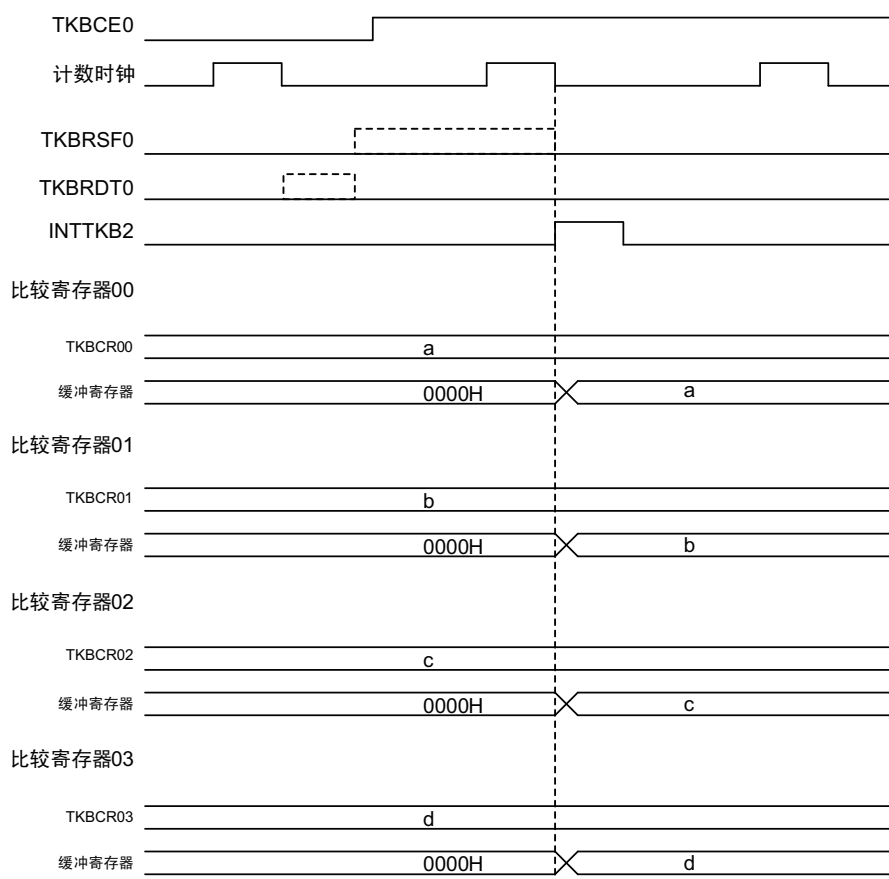 TKBCE0
计数时钟
TKBRSF0
TKBRDT0
INTTKB2
比较寄存器00
TKBCR00 a
缓冲寄存器 0000H a
比较寄存器01
TKBCR01 b
缓冲寄存器 0000H b
比较寄存器02
TKBCR02 c
缓冲寄存器 0000H c
比较寄存器03
TKBCR03 d
缓冲寄存器 0000H d